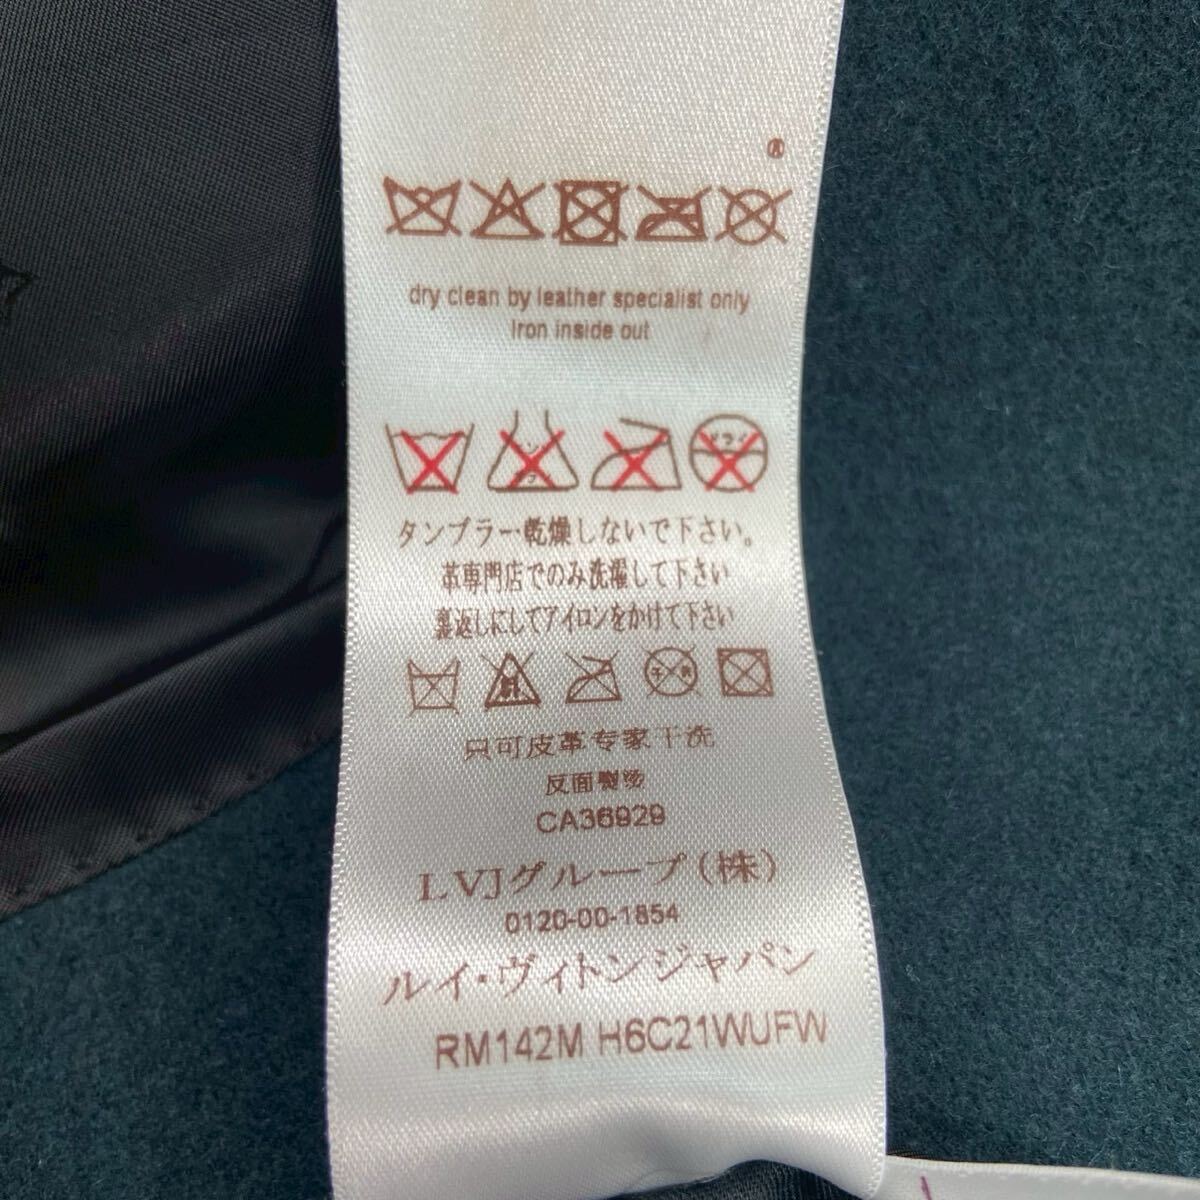 dry clean by leather specialist only
Iron inside out
タンブラー乾燥しないで下さい。
革専門店でのみ洗濯して下さい
裏返しにしてアイロンをかけて下さい
只可皮革专家干洗
反面熨烫
CA36929
LVJグループ(株)
0120-00-1854
ルイ・ヴィトンジャパン
RM142M H6C21WUFW